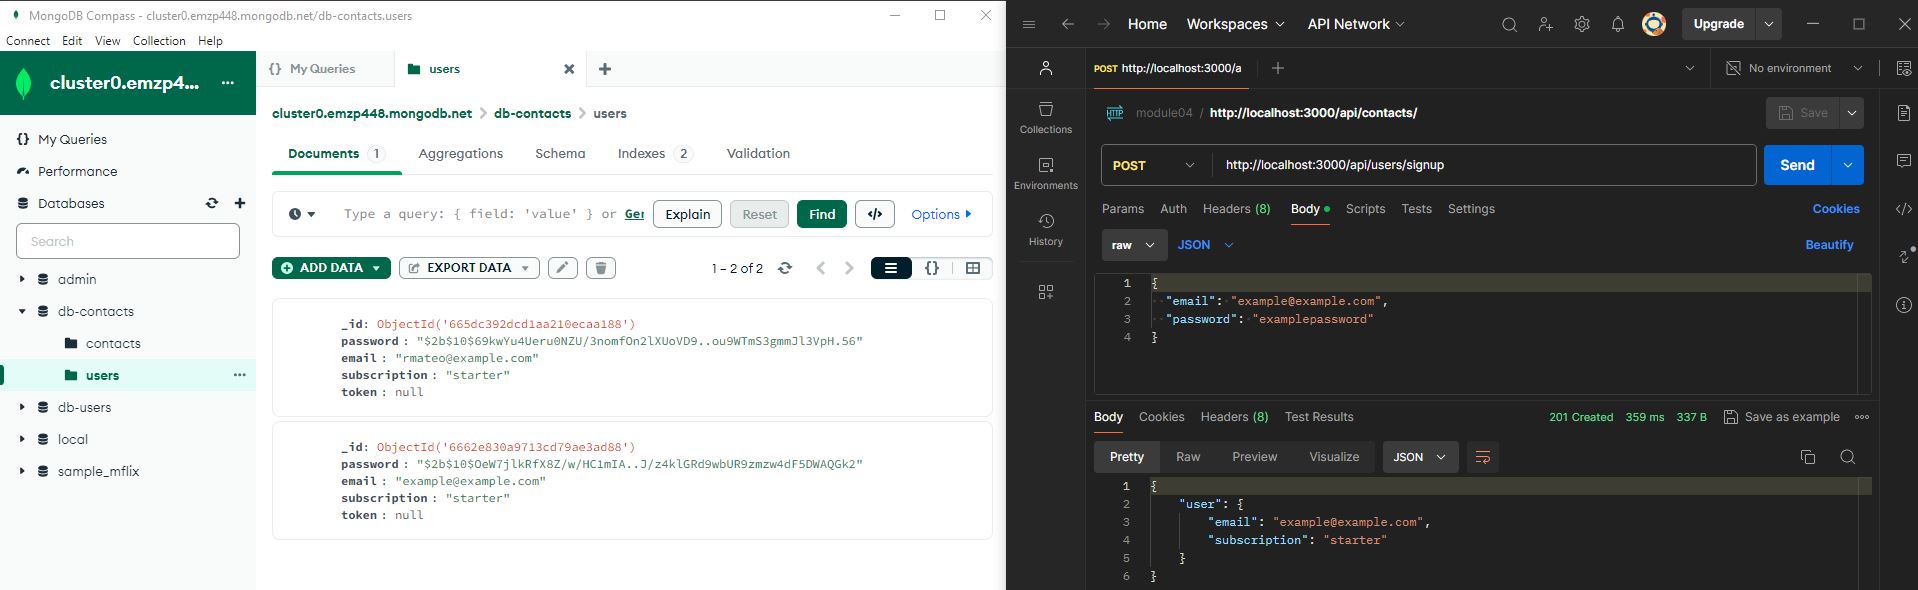 MongoDB Compass - cluster0.emzp448.mongodb.net/db-contacts.users
Connect Edit View Collection Help
cluster0.emzp4...
My Queries
Performance
Databases
Search
admin
db-contacts
contacts
users
db-users
local
sample_mflix
{} My Queries
users
cluster0.emzp448.mongodb.net > db-contacts > users
Documents 1 Aggregations Schema Indexes 2 Validation
Type a query: { field: 'value' } or Ger Explain Reset Find </> Options
ADD DATA EXPORT DATA 1 – 2 of 2 {}
_id: ObjectId('665dc392dcd1aa210ecaa188')
password : "$2b$10$69kwYu4Ueru0NZU/3nomfOn2lXUoVD9..ou9WTmS3gmmJl3VpH.56"
email : "rmateo@example.com"
subscription : "starter"
token : null
_id: ObjectId('6662e830a9713cd79ae3ad88')
password : "$2b$10$OeW7jlkRfX8Z/w/HC1mIA..J/z4klGRd9wbUR9zmzw4dF5DWAQGk2"
email : "example@example.com"
subscription : "starter"
token : null
Home Workspaces API Network Upgrade
POST http://localhost:3000/a No environment
Collections
Environments
History
HTTP module04 / http://localhost:3000/api/contacts/ Save
POST http://localhost:3000/api/users/signup Send
Params Auth Headers (8) Body Scripts Tests Settings Cookies
raw JSON Beautify
1 {
2 "email": "example@example.com",
3 "password": "examplepassword"
4 }
Body Cookies Headers (8) Test Results 201 Created 359 ms 337 B Save as example
Pretty Raw Preview Visualize JSON
1 {
2 "user": {
3 "email": "example@example.com",
4 "subscription": "starter"
5 }
6 }